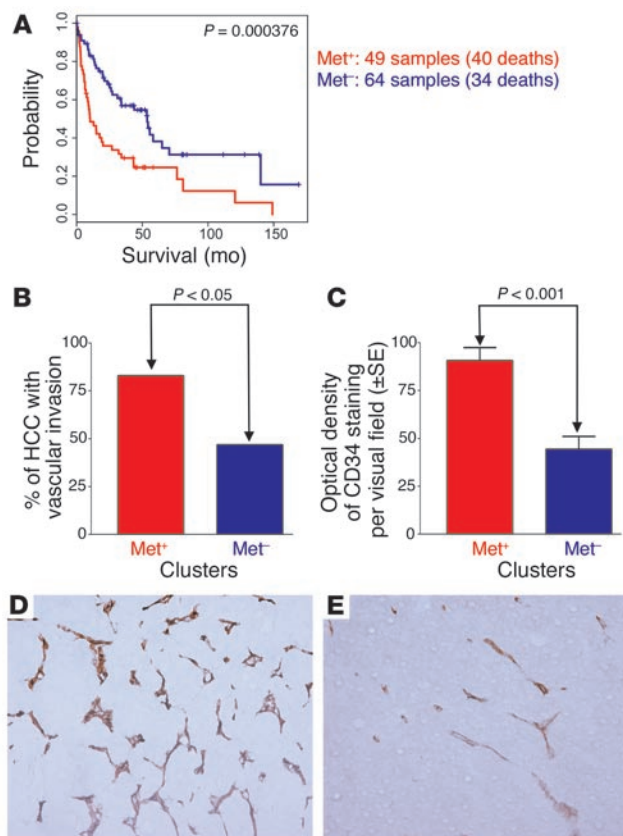 A
P = 0.000376
Met⁺: 49 samples (40 deaths)
Met⁻: 64 samples (34 deaths)
Probability
1.0
0.8
0.6
0.4
0.2
0.0
0 50 100 150
Survival (mo)
B
P < 0.05
% of HCC with
vascular invasion
100
75
50
25
0
Met⁺ Met⁻
Clusters
C
P < 0.001
Optical density
of CD34 staining
per visual field (±SE)
100
75
50
25
0
Met⁺ Met⁻
Clusters
D
E